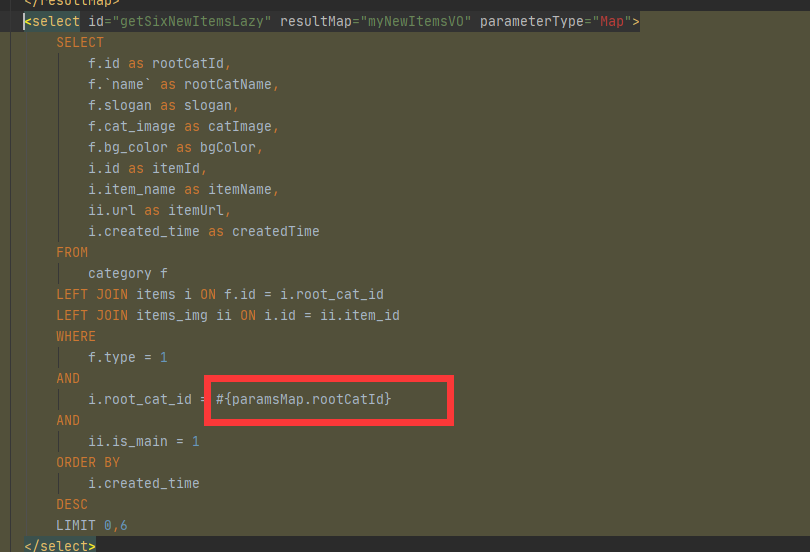 </resultMap>
<select id="getSixNewItemsLazy" resultMap="myNewItemsVO" parameterType="Map">
SELECT
f.id as rootCatId,
f.`name` as rootCatName,
f.slogan as slogan,
f.cat_image as catImage,
f.bg_color as bgColor,
i.id as itemId,
i.item_name as itemName,
ii.url as itemUrl,
i.created_time as createdTime
FROM
category f
LEFT JOIN items i ON f.id = i.root_cat_id
LEFT JOIN items_img ii ON i.id = ii.item_id
WHERE
f.type = 1
AND
i.root_cat_id = #{paramsMap.rootCatId}
AND
ii.is_main = 1
ORDER BY
i.created_time
DESC
LIMIT 0,6
</select>